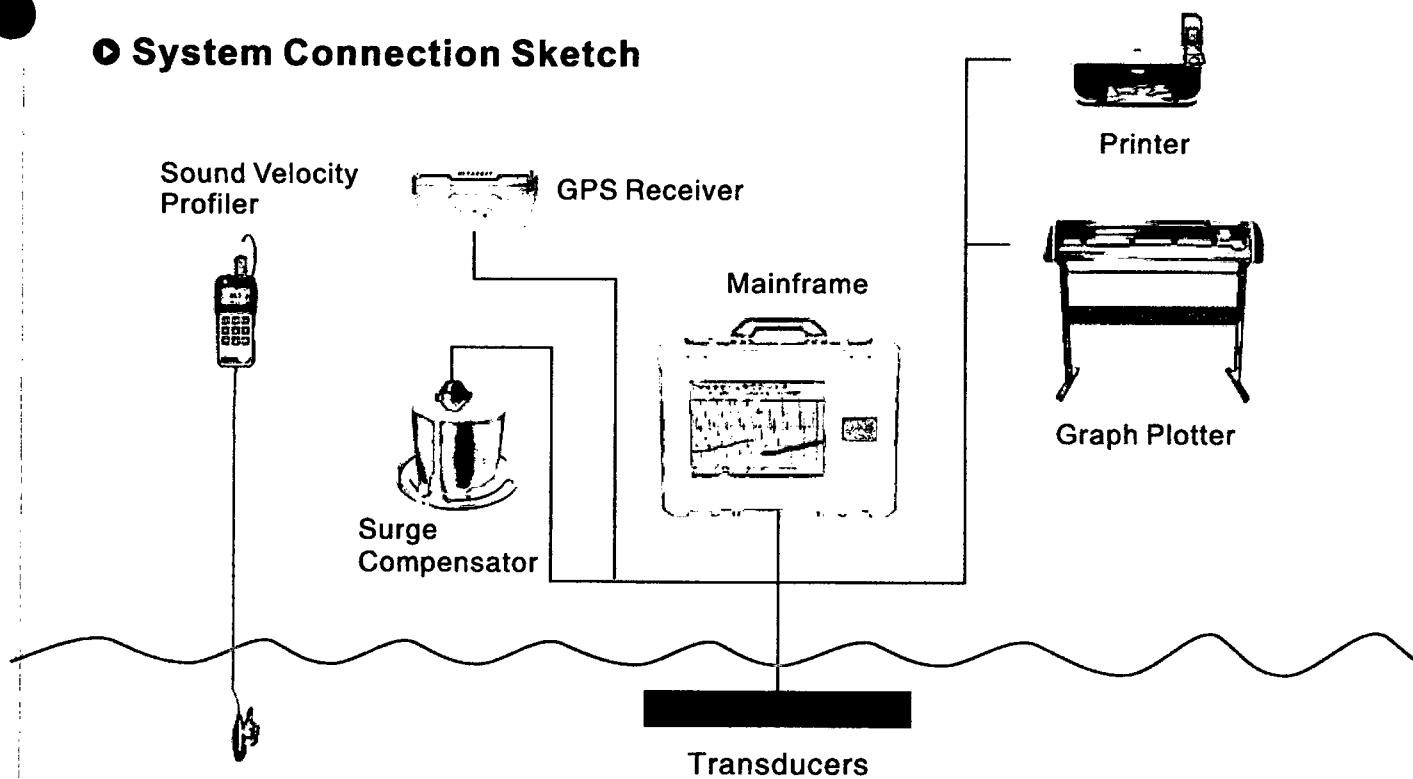 System Connection Sketch
Printer
Sound Velocity
Profiler
GPS Receiver
Mainframe
Graph Plotter
Surge
Compensator
Transducers